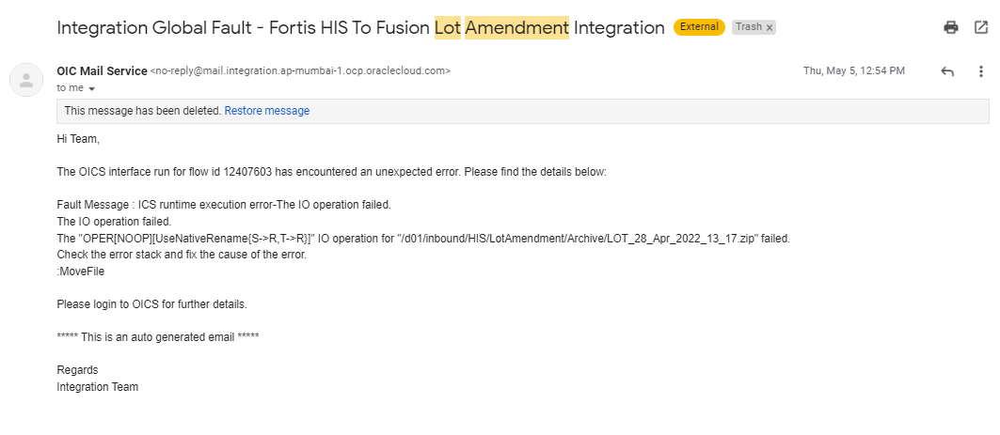 Integration Global Fault - Fortis HIS To Fusion Lot Amendment Integration External Trash x
OIC Mail Service <no-reply@mail.integration.ap-mumbai-1.ocp.oraclecloud.com> Thu, May 5, 12:54 PM
to me
This message has been deleted. Restore message
Hi Team,
The OICS interface run for flow id 12407603 has encountered an unexpected error. Please find the details below:
Fault Message : ICS runtime execution error-The IO operation failed.
The IO operation failed.
The "OPER[NOOP][UseNativeRename{S->R,T->R}]" IO operation for "/d01/inbound/HIS/LotAmendment/Archive/LOT_28_Apr_2022_13_17.zip" failed.
Check the error stack and fix the cause of the error.
:MoveFile
Please login to OICS for further details.
***** This is an auto generated email *****
Regards
Integration Team